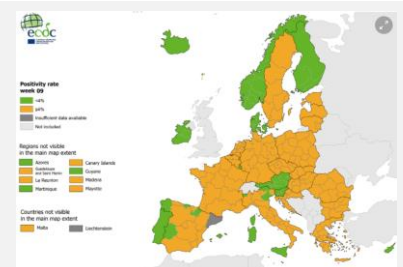 ecdc
Positivity rate
week 09
<4%
≥4%
Insufficient data available
Not included
Regions not visible
in the main map extent
Azores
Canary Islands
Guadeloupe
and Saint Martin
Guyane
La Reunion
Madeira
Martinique
Mayotte
Countries not visible
in the main map extent
Malta
Liechtenstein